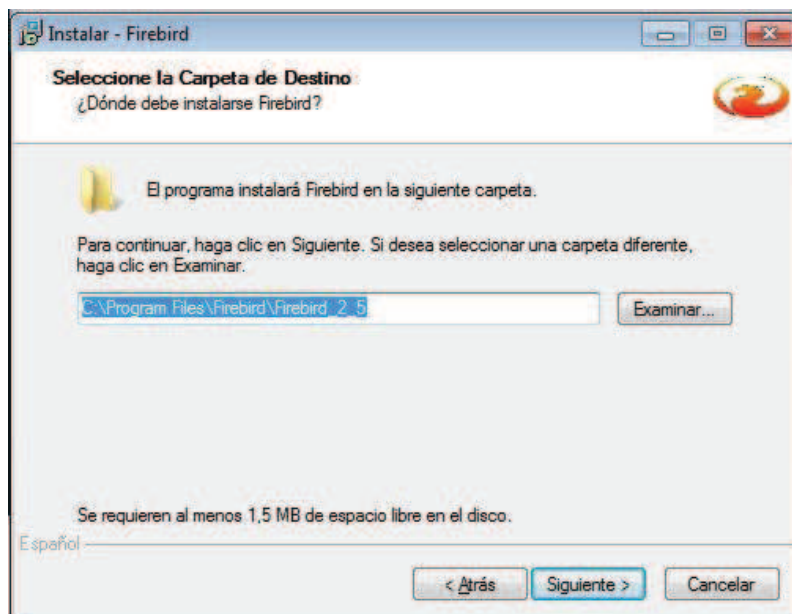 Instalar - Firebird
Seleccione la Carpeta de Destino
¿Dónde debe instalarse Firebird?
El programa instalará Firebird en la siguiente carpeta.
Para continuar, haga clic en Siguiente. Si desea seleccionar una carpeta diferente,
haga clic en Examinar.
C:\Program Files\Firebird\Firebird_2_5
Examinar...
Se requieren al menos 1,5 MB de espacio libre en el disco.
Español
< Atrás
Siguiente >
Cancelar